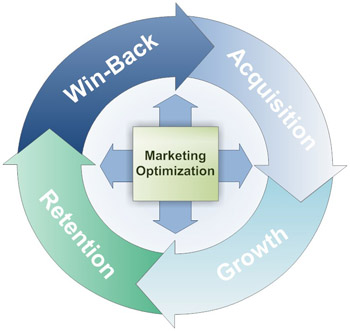 Win-Back
Acquisition
Marketing
Optimization
Retention
Growth